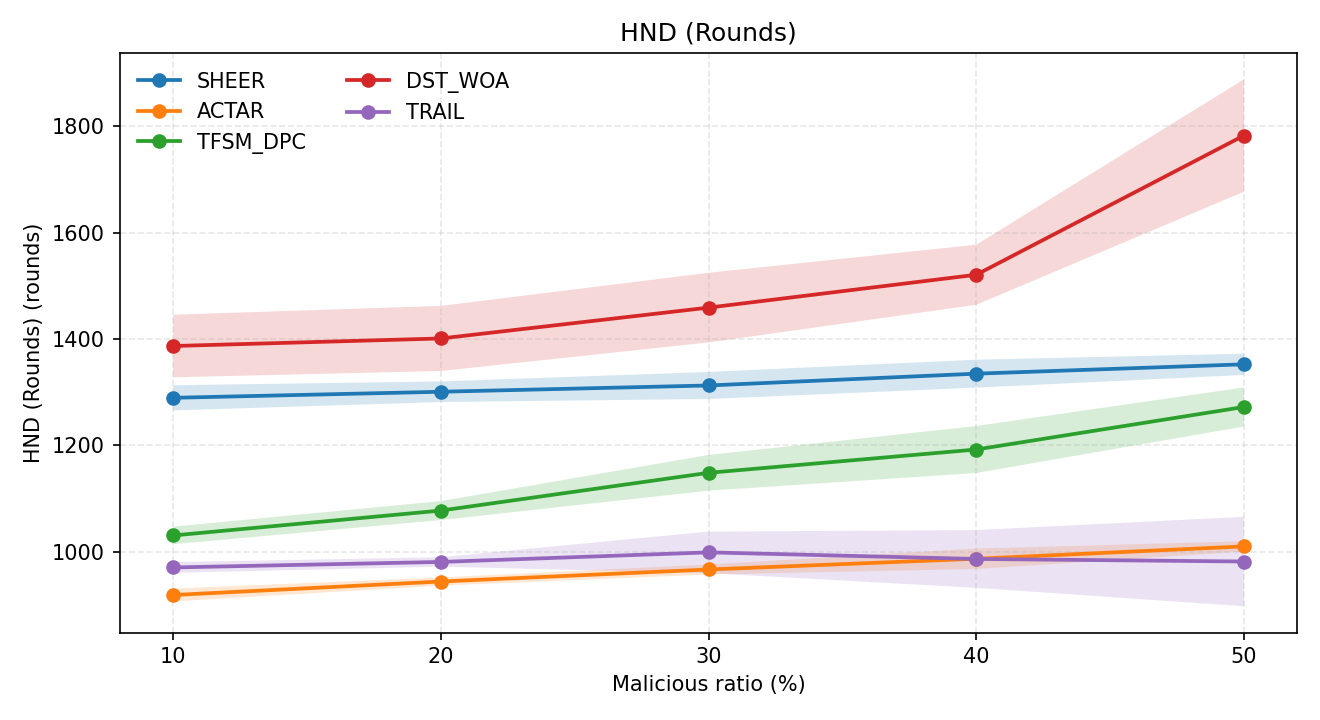 HND (Rounds)
SHEER
ACTAR
TFSM_DPC
DST_WOA
TRAIL
HND (Rounds) (rounds)
1800
1600
1400
1200
1000
10 20 30 40 50
Malicious ratio (%)